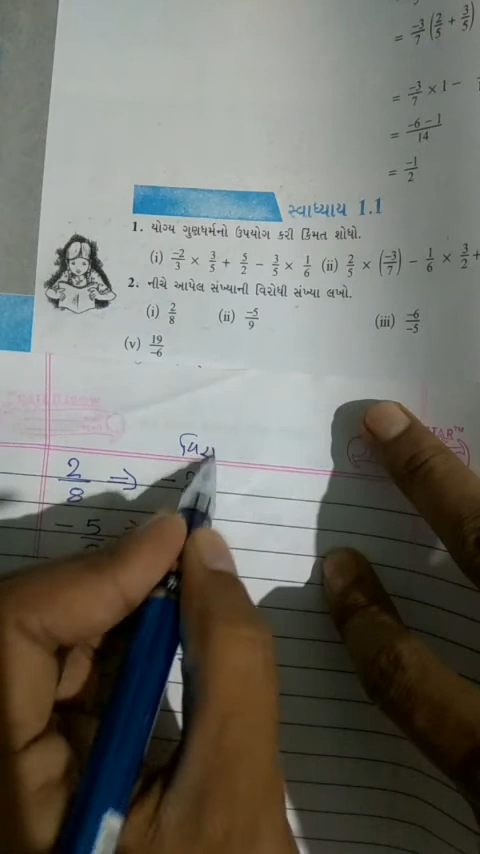 = -3/7 (2/5 + 3/5)
= -3/7 × 1 -
= -6 - 1/14
= -1/2
સ્વાધ્યાય 1.1
1. યોગ્ય ગુણધર્મનો ઉપયોગ કરી કિંમત શોધો.
(i) -2/3 × 3/5 + 5/2 - 3/5 × 1/6 (ii) 2/5 × (-3/7) - 1/6 × 3/2 +
2. નીચે આપેલ સંખ્યાની વિરોધી સંખ્યા લખો.
(i) 2/8 (ii) -5/9 (iii) -6/-5
(v) 19/-6
2/8 ⇒ -
- 5